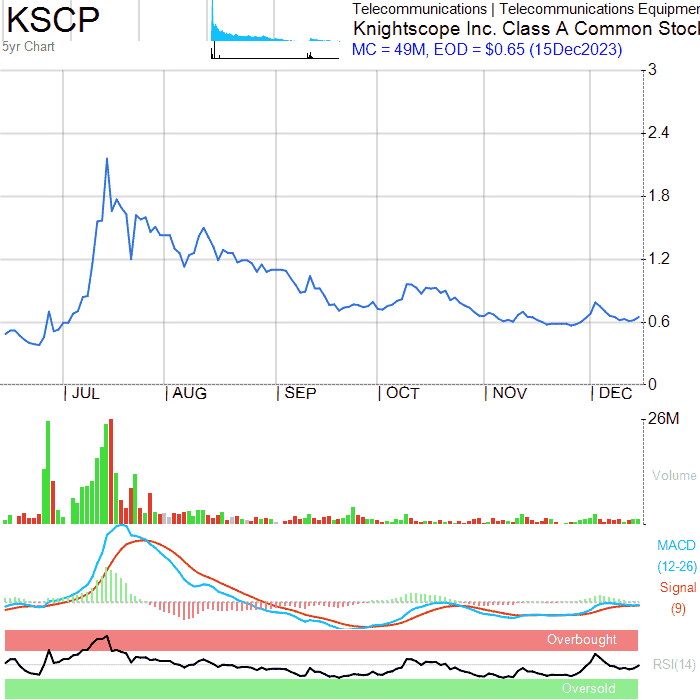 KSCP
5yr Chart
Telecommunications | Telecommunications Equipmen
Knightscope Inc. Class A Common Stoc
MC = 49M, EOD = $0.65 (15Dec2023)
3
2.4
1.8
1.2
0.6
0
JUL AUG SEP OCT NOV DEC
26M
Volume
MACD
(12-26)
Signal
(9)
Overbought
RSI(14)
Oversold